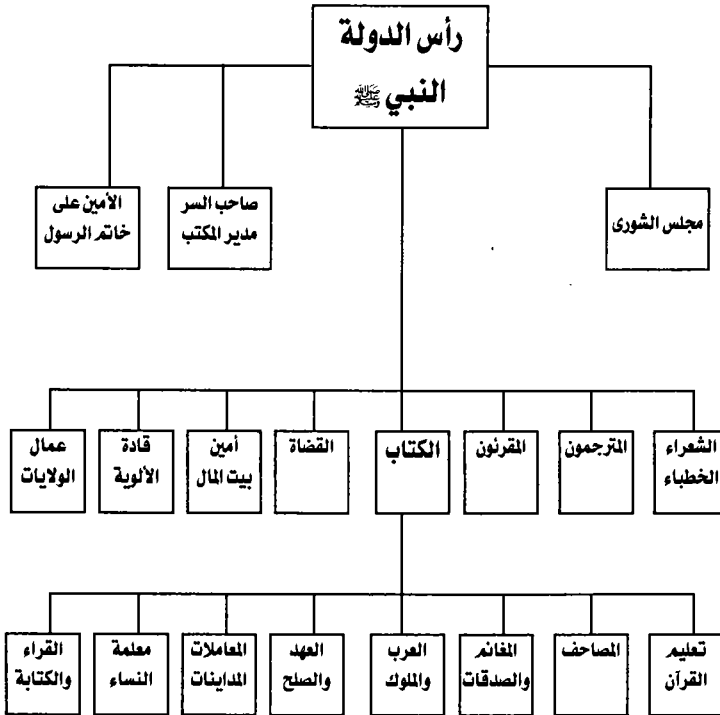 رأس الدولة
النبي ﷺ
مجلس الشورى
صاحب السر
مدير المكتب
الأمين على
خاتم الرسول
الشعراء
الخطباء
المترجمون
المقرئون
الكتاب
القضاة
أمين
بيت المال
قادة
الألوية
عمال
الولايات
تعليم
القرآن
المصاحف
المغانم
والصدقات
العرب
والملوك
العهد
والصلح
المعاملات
المداينات
معلمة
النساء
القراء
والكتابة